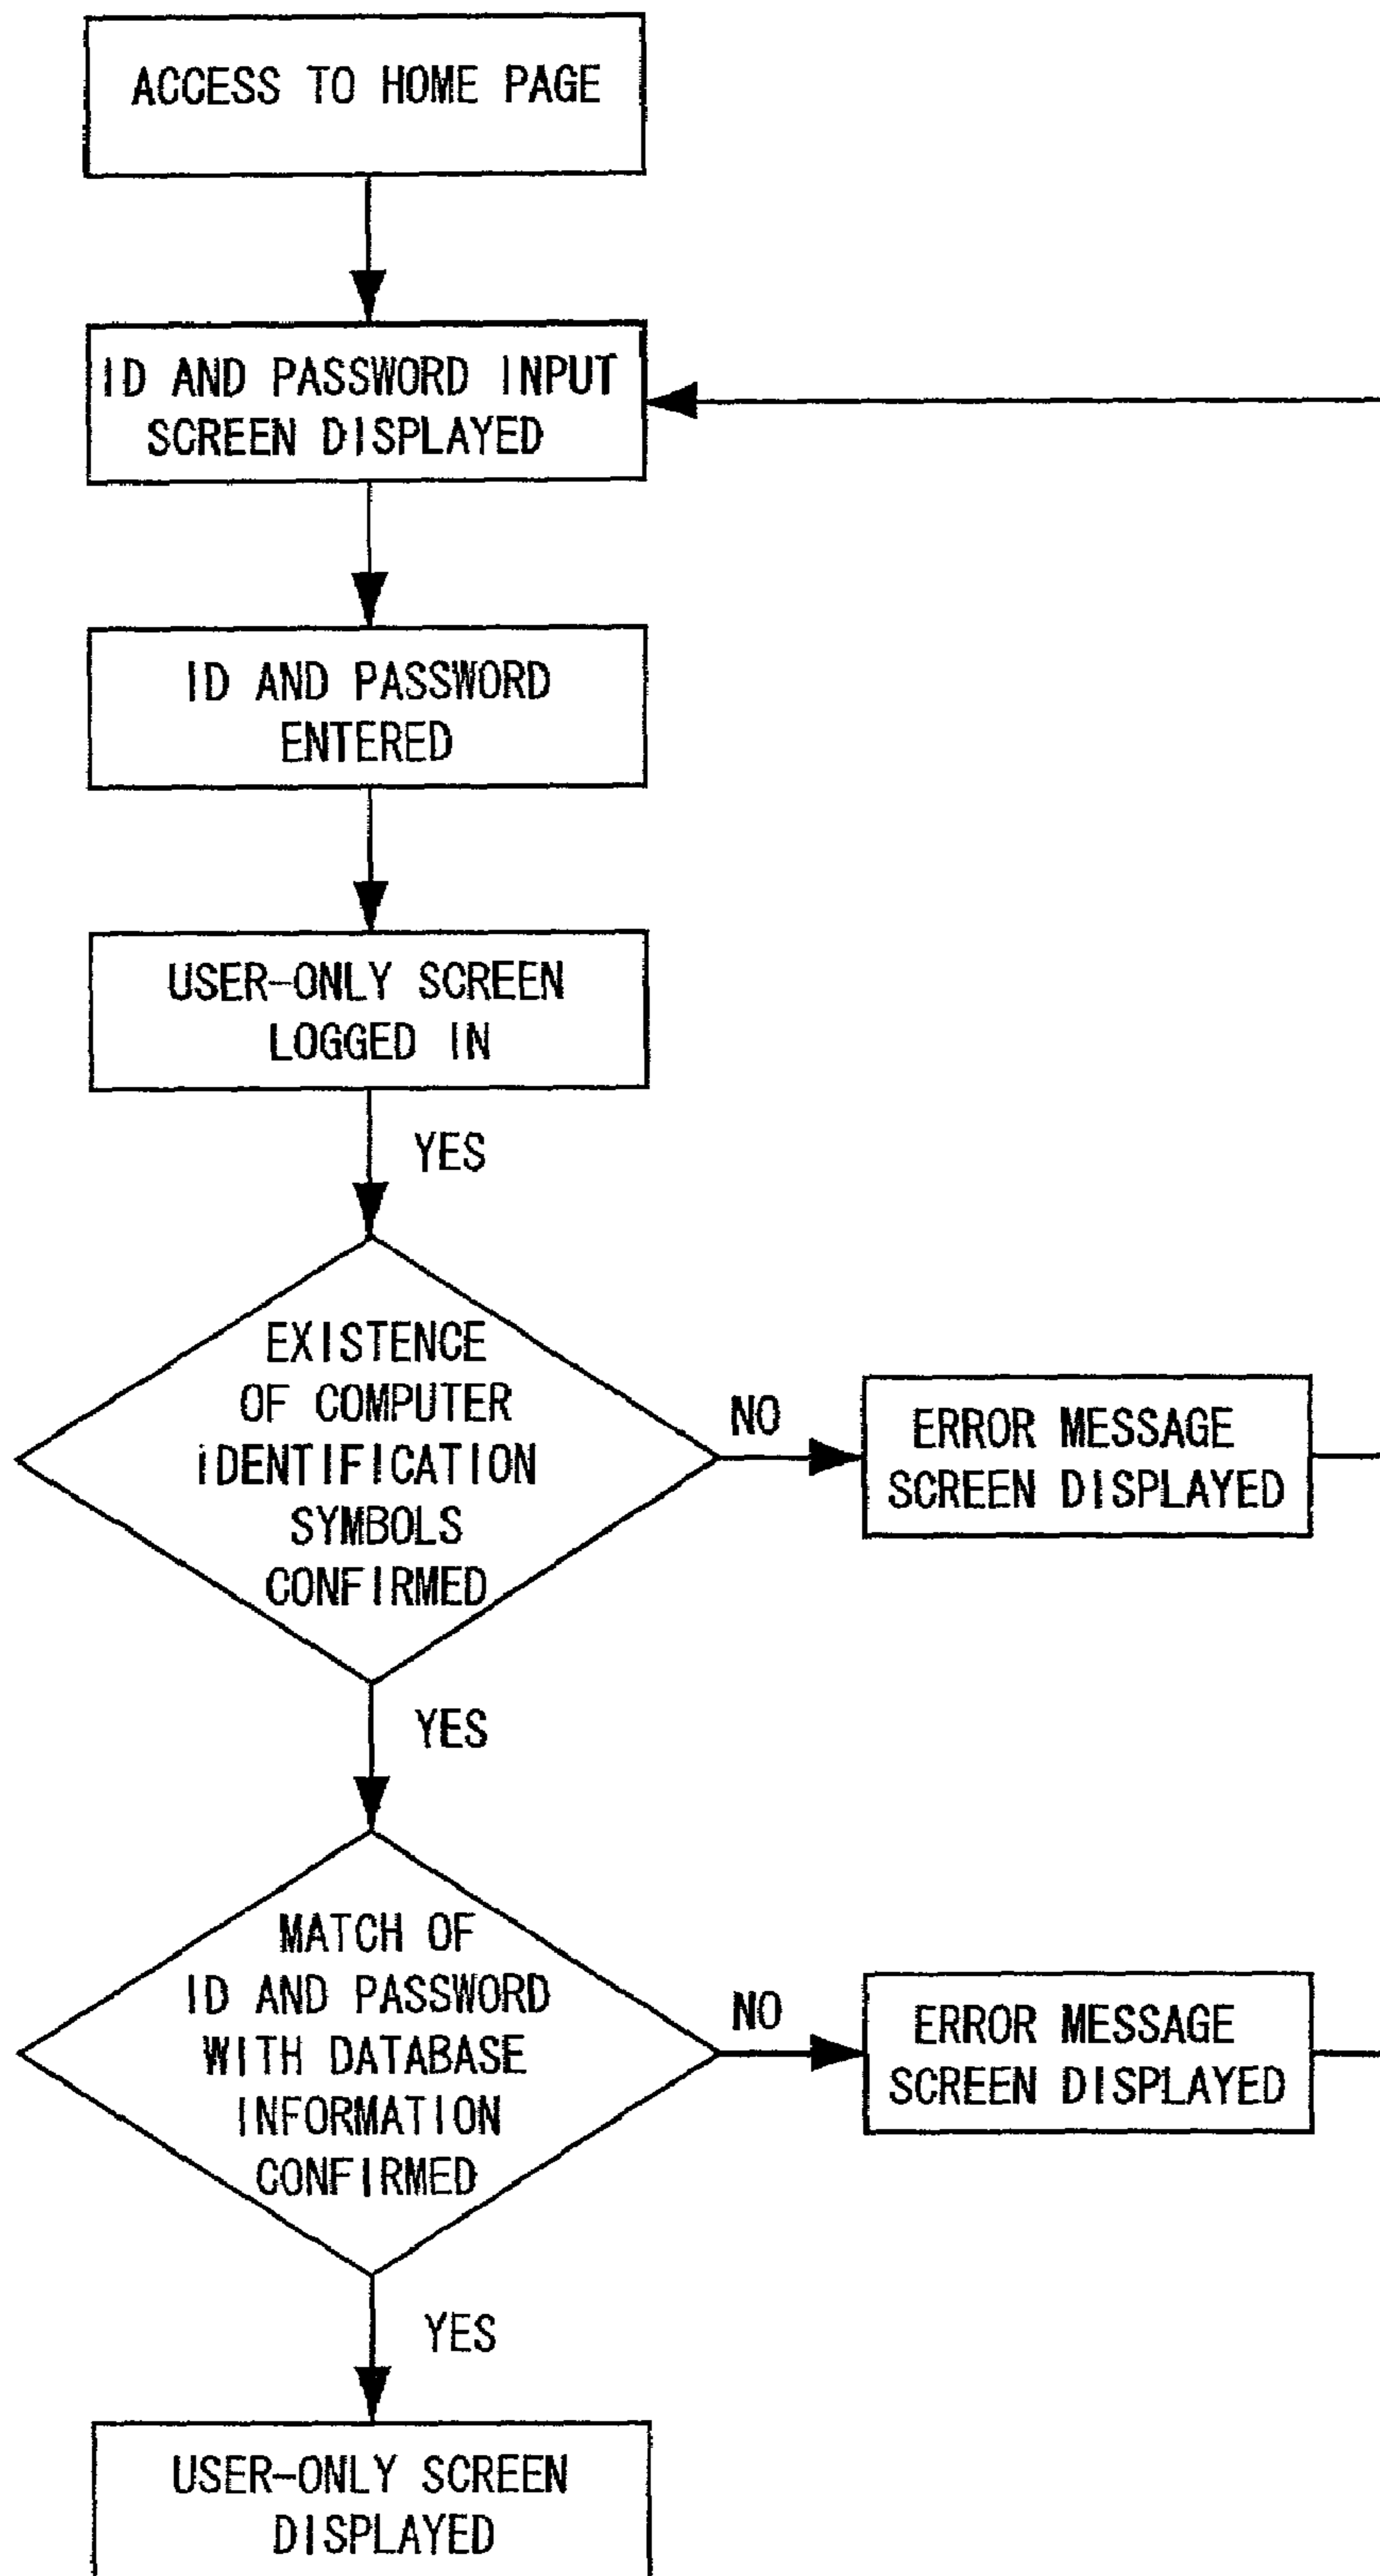 ACCESS TO HOME PAGE
ID AND PASSWORD INPUT
SCREEN DISPLAYED
ID AND PASSWORD
ENTERED
USER-ONLY SCREEN
LOGGED IN
YES
EXISTENCE
OF COMPUTER
iDENTIFICATION
SYMBOLS
CONFIRMED
NO
ERROR MESSAGE
SCREEN DISPLAYED
YES
MATCH OF
ID AND PASSWORD
WITH DATABASE
INFORMATION
CONFIRMED
NO
ERROR MESSAGE
SCREEN DISPLAYED
YES
USER-ONLY SCREEN
DISPLAYED